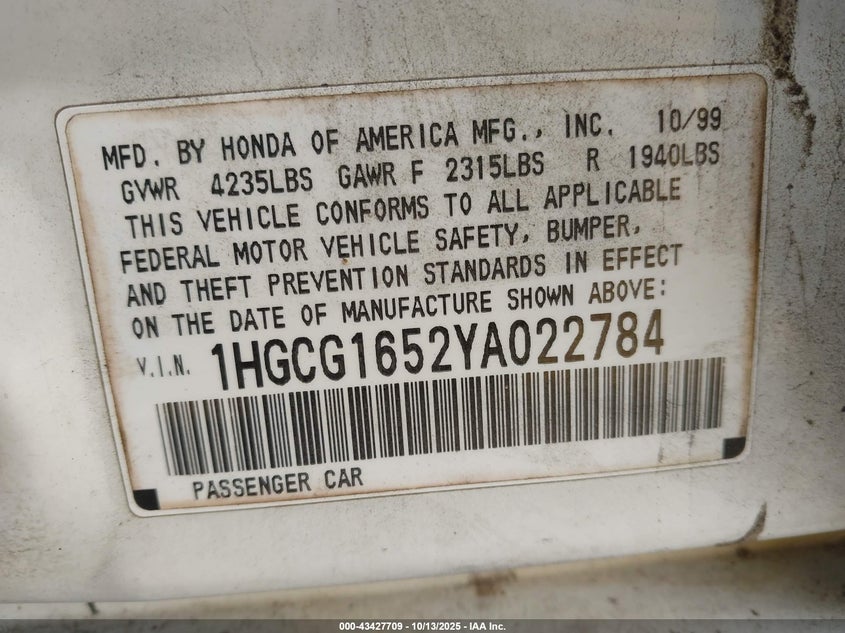 MFD. BY HONDA OF AMERICA MFG., INC. 10/99
GVWR 4235LBS GAWR F 2315LBS R 1940LBS
THIS VEHICLE CONFORMS TO ALL APPLICABLE
FEDERAL MOTOR VEHICLE SAFETY, BUMPER,
AND THEFT PREVENTION STANDARDS IN EFFECT
ON THE DATE OF MANUFACTURE SHOWN ABOVE:
V.I.N. 1HGCG1652YA022784
PASSENGER CAR
000-43427709 - 10/13/2025 - IAA Inc.